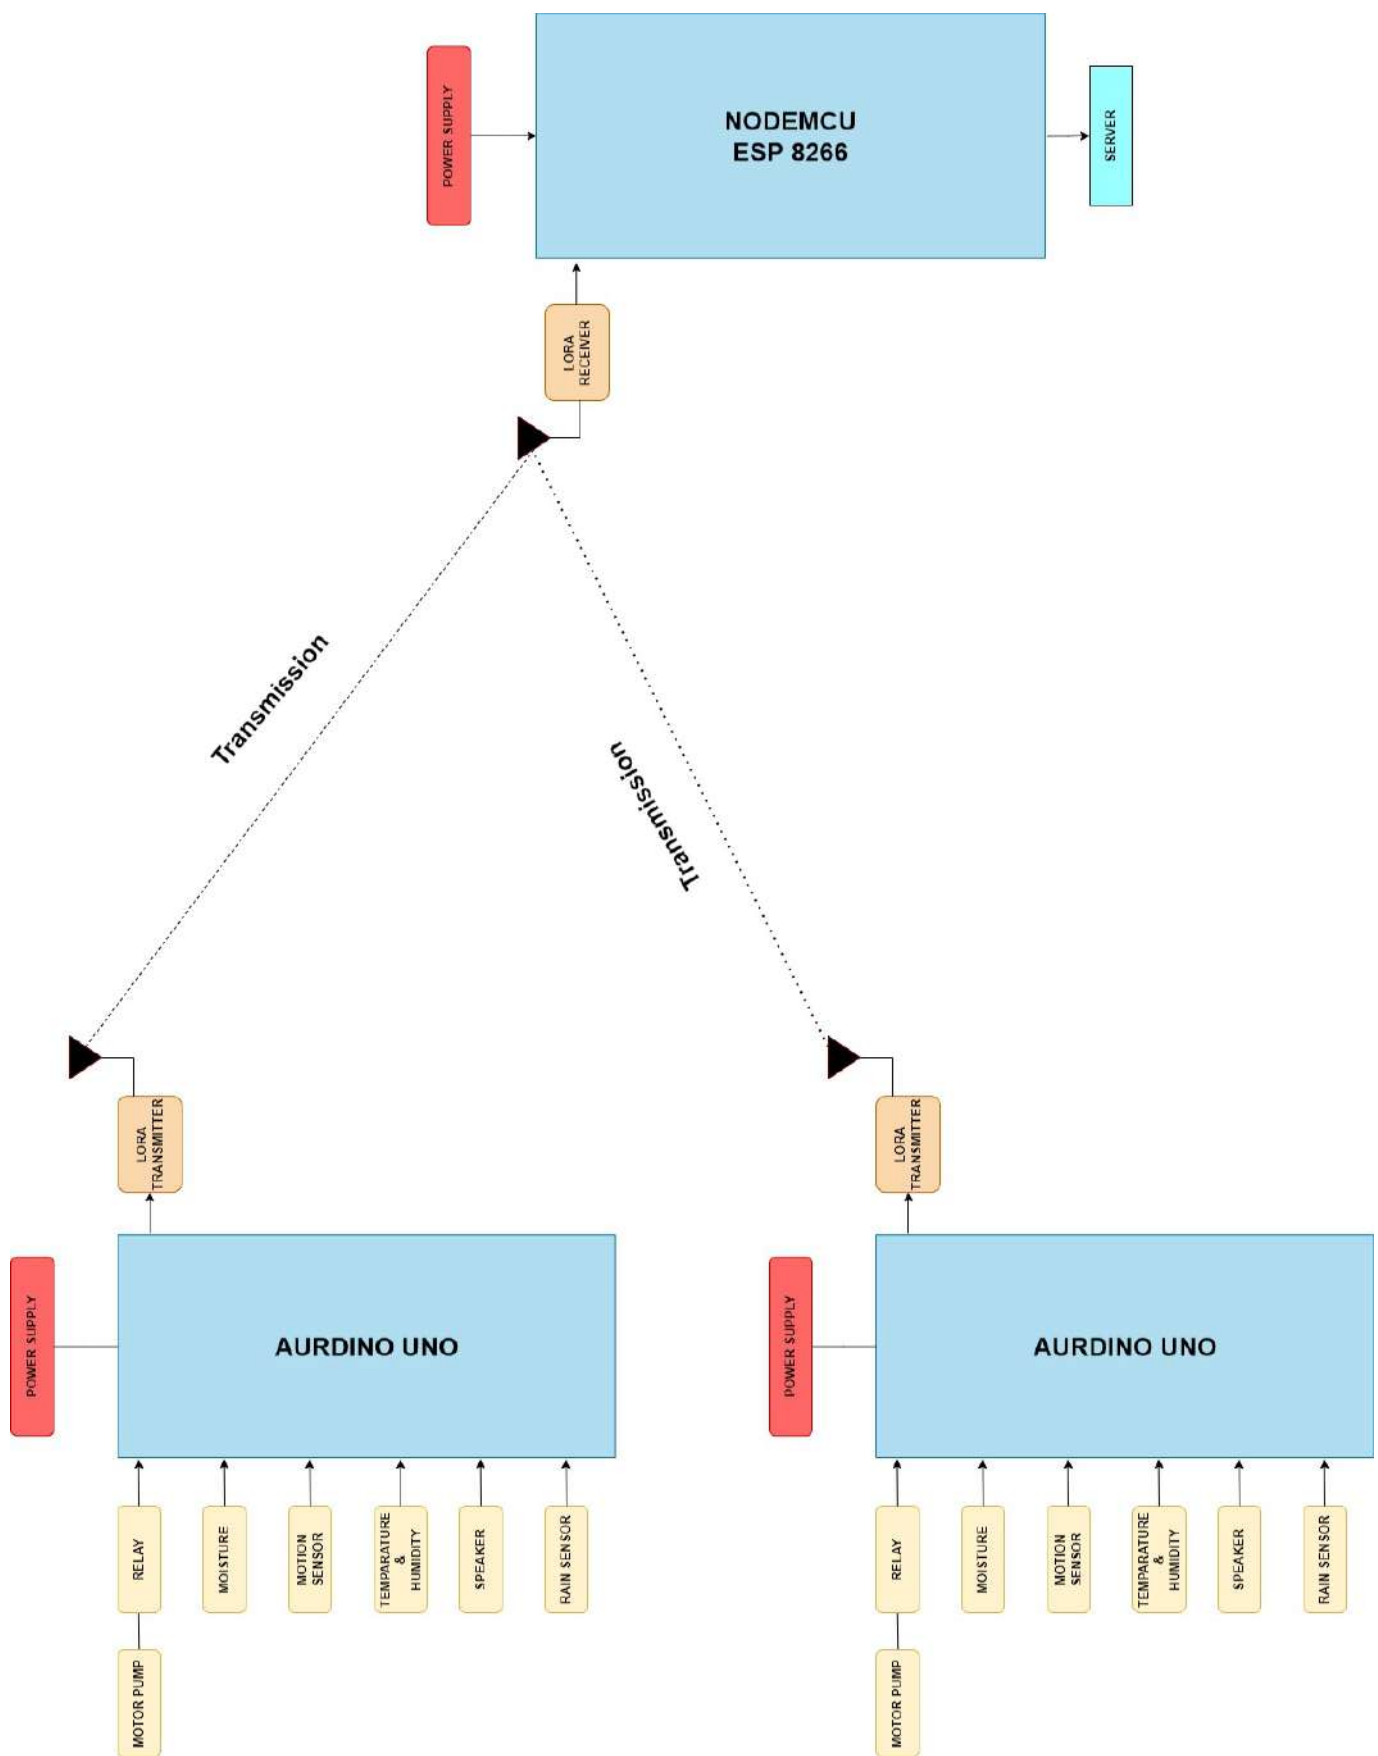 POWER SUPPLY
NODEMCU
ESP 8266
SERVER
LORA
RECEIVER
Transmission
Transmission
LORA
TRANSMITTER
LORA
TRANSMITTER
POWER SUPPLY
AURDINO UNO
POWER SUPPLY
AURDINO UNO
RELAY
MOISTURE
MOTION
SENSOR
TEMPARATURE
&
HUMIDITY
SPEAKER
RAIN SENSOR
RELAY
MOISTURE
MOTION
SENSOR
TEMPARATURE
&
HUMIDITY
SPEAKER
RAIN SENSOR
MOTOR PUMP
MOTOR PUMP